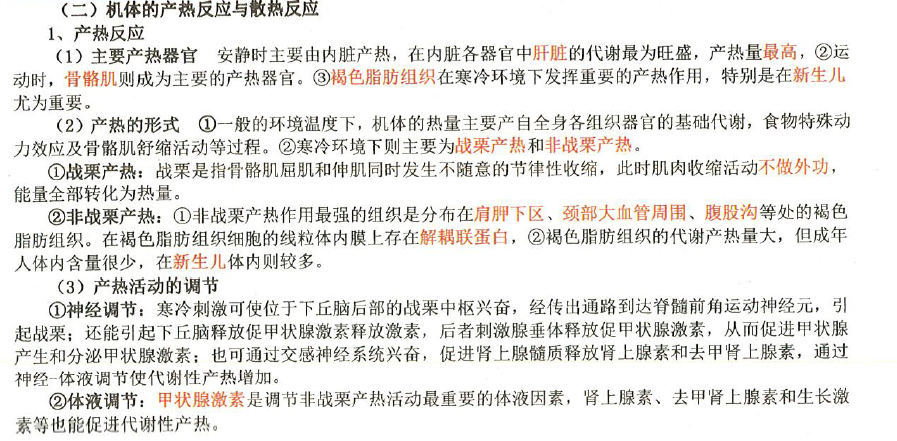 （二）机体的产热反应与散热反应
1、产热反应
（1）主要产热器官　安静时主要由内脏产热，在内脏各器官中肝脏的代谢最为旺盛，产热量最高，②运
动时，骨骼肌则成为主要的产热器官。③褐色脂肪组织在寒冷环境下发挥重要的产热作用，特别是在新生儿
尤为重要。
（2）产热的形式　①一般的环境温度下，机体的热量主要产自全身各组织器官的基础代谢，食物特殊动
力效应及骨骼肌舒缩活动等过程。②寒冷环境下则主要为战栗产热和非战栗产热。
①战栗产热：战栗是指骨骼肌屈肌和伸肌同时发生不随意的节律性收缩，此时肌肉收缩活动不做外功，
能量全部转化为热量。
②非战栗产热：①非战栗产热作用最强的组织是分布在肩胛下区、颈部大血管周围、腹股沟等处的褐色
脂肪组织。在褐色脂肪组织细胞的线粒体内膜上存在解耦联蛋白，②褐色脂肪组织的代谢产热量大，但成年
人体内含量很少，在新生儿体内则较多。
（3）产热活动的调节
①神经调节：寒冷刺激可使位于下丘脑后部的战栗中枢兴奋，经传出通路到达脊髓前角运动神经元，引
起战栗；还能引起下丘脑释放促甲状腺激素释放激素，后者刺激腺垂体释放促甲状腺激素，从而促进甲状腺
产生和分泌甲状腺激素；也可通过交感神经系统兴奋，促进肾上腺髓质释放肾上腺素和去甲肾上腺素，通过
神经-体液调节使代谢性产热增加。
②体液调节：甲状腺激素是调节非战栗产热活动最重要的体液因素，肾上腺素、去甲肾上腺素和生长激
素等也能促进代谢性产热。